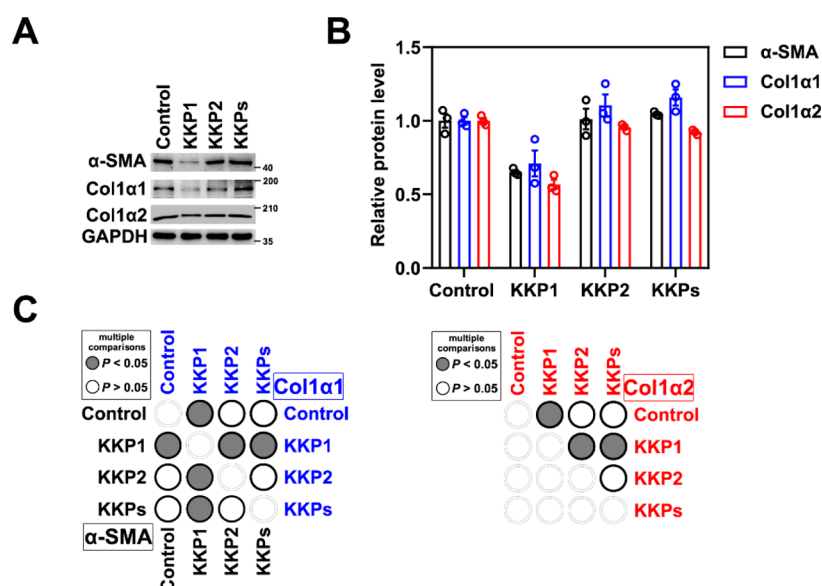 A
Control
KKP1
KKP2
KKPs
α-SMA
40
Col1α1
200
Col1α2
210
GAPDH
35
B
Relative protein level
1.5
1.0
0.5
0.0
Control
KKP1
KKP2
KKPs
α-SMA
Col1α1
Col1α2
C
multiple
comparisons
P < 0.05
P > 0.05
Control
KKP1
KKP2
KKPs
Col1α1
Control
Control
KKP1
KKP1
KKP2
KKP2
KKPs
KKPs
α-SMA
Control
KKP1
KKP2
KKPs
multiple
comparisons
P < 0.05
P > 0.05
Control
KKP1
KKP2
KKPs
Col1α2
Control
KKP1
KKP2
KKPs